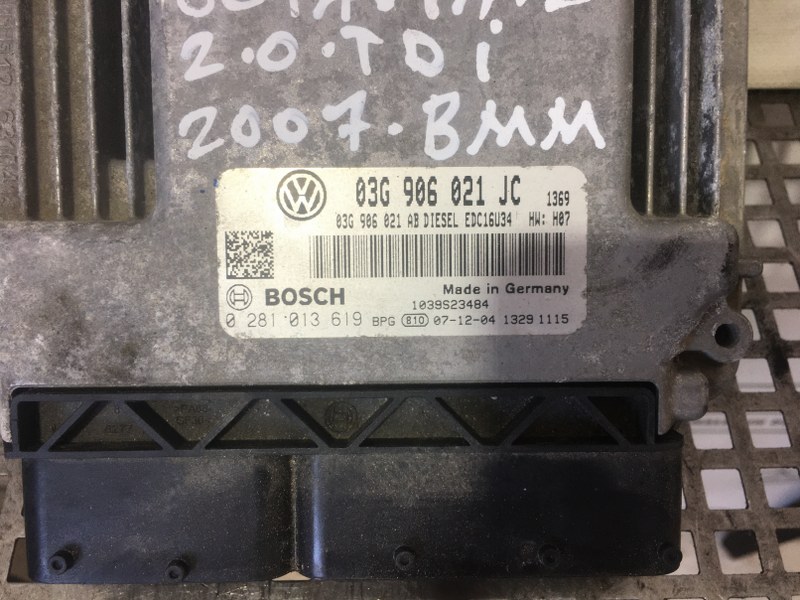 2.0.TDi
2007.BMM
03G 906 021 JC 1369
03G 906 021 AB DIESEL EDC16U34 HW: H07
Made in Germany
BOSCH
1039S23484
0 281 013 619 BPG 810 07-12-04 1329 1115